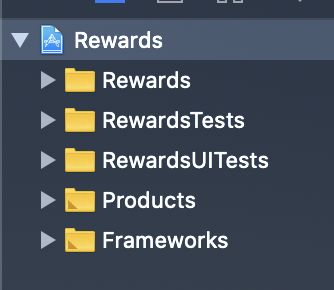 Rewards
Rewards
RewardsTests
RewardsUITests
Products
Frameworks